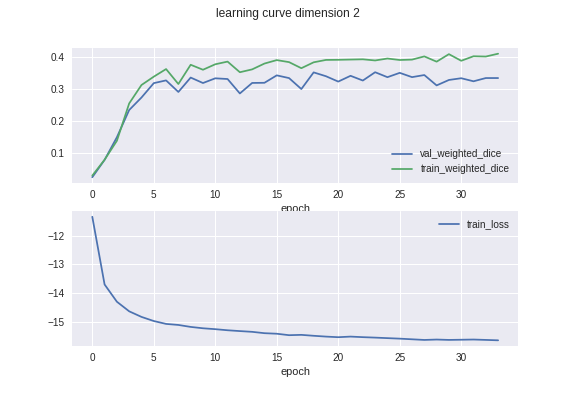 learning curve dimension 2
0.4
0.3
0.2
0.1
val_weighted_dice
train_weighted_dice
0 5 10 15 20 25 30
epoch
train_loss
-12
-13
-14
-15
0 5 10 15 20 25 30
epoch